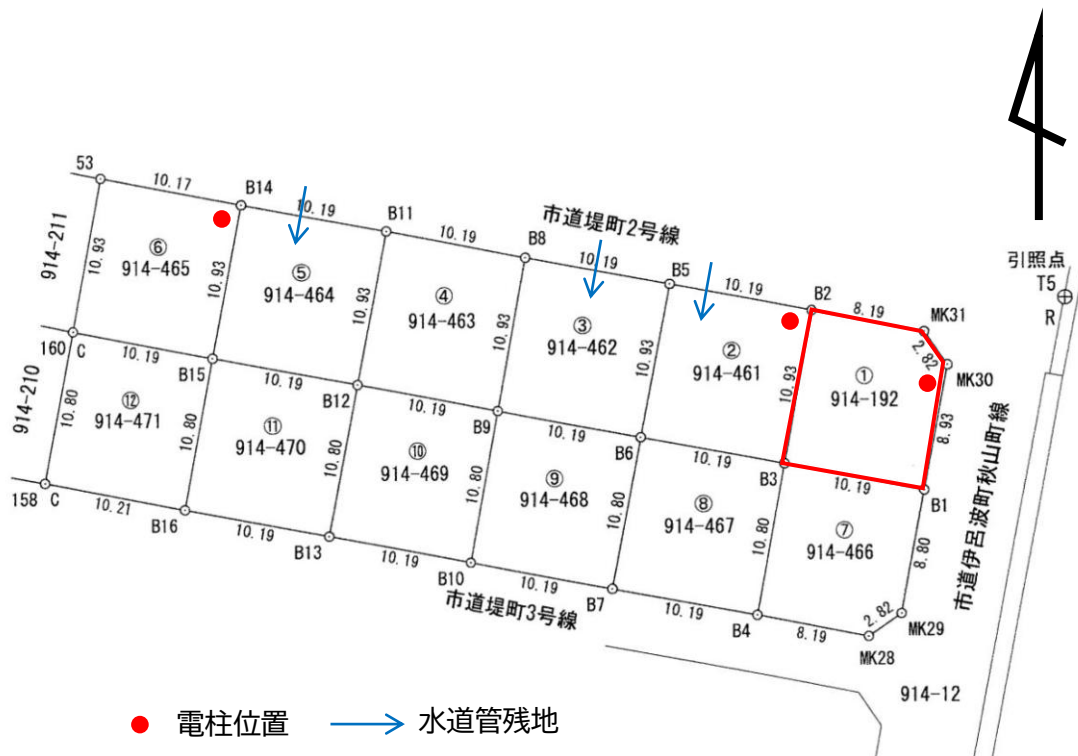 53
10.17
B14
10.19
B11
10.19
B8
市道堤町2号線
10.19
B5
10.19
B2
8.19
MK31
2.82
MK30
引照点
T5
R
914-211
10.93
⑥
914-465
10.93
⑤
914-464
10.93
④
914-463
10.93
③
914-462
10.93
②
914-461
10.93
①
914-192
8.93
160 C
10.19
B15
10.19
B12
10.19
B9
10.19
B6
10.19
B3
10.19
B1
914-210
10.80
⑫
914-471
10.80
⑪
914-470
10.80
⑩
914-469
10.80
⑨
914-468
10.80
⑧
914-467
10.80
⑦
914-466
8.80
市道伊呂波町秋山町線
158 C
10.21
B16
10.19
B13
10.19
B10
10.19
B7
10.19
B4
8.19
MK28
2.82
MK29
市道堤町3号線
914-12
電柱位置
水道管残地